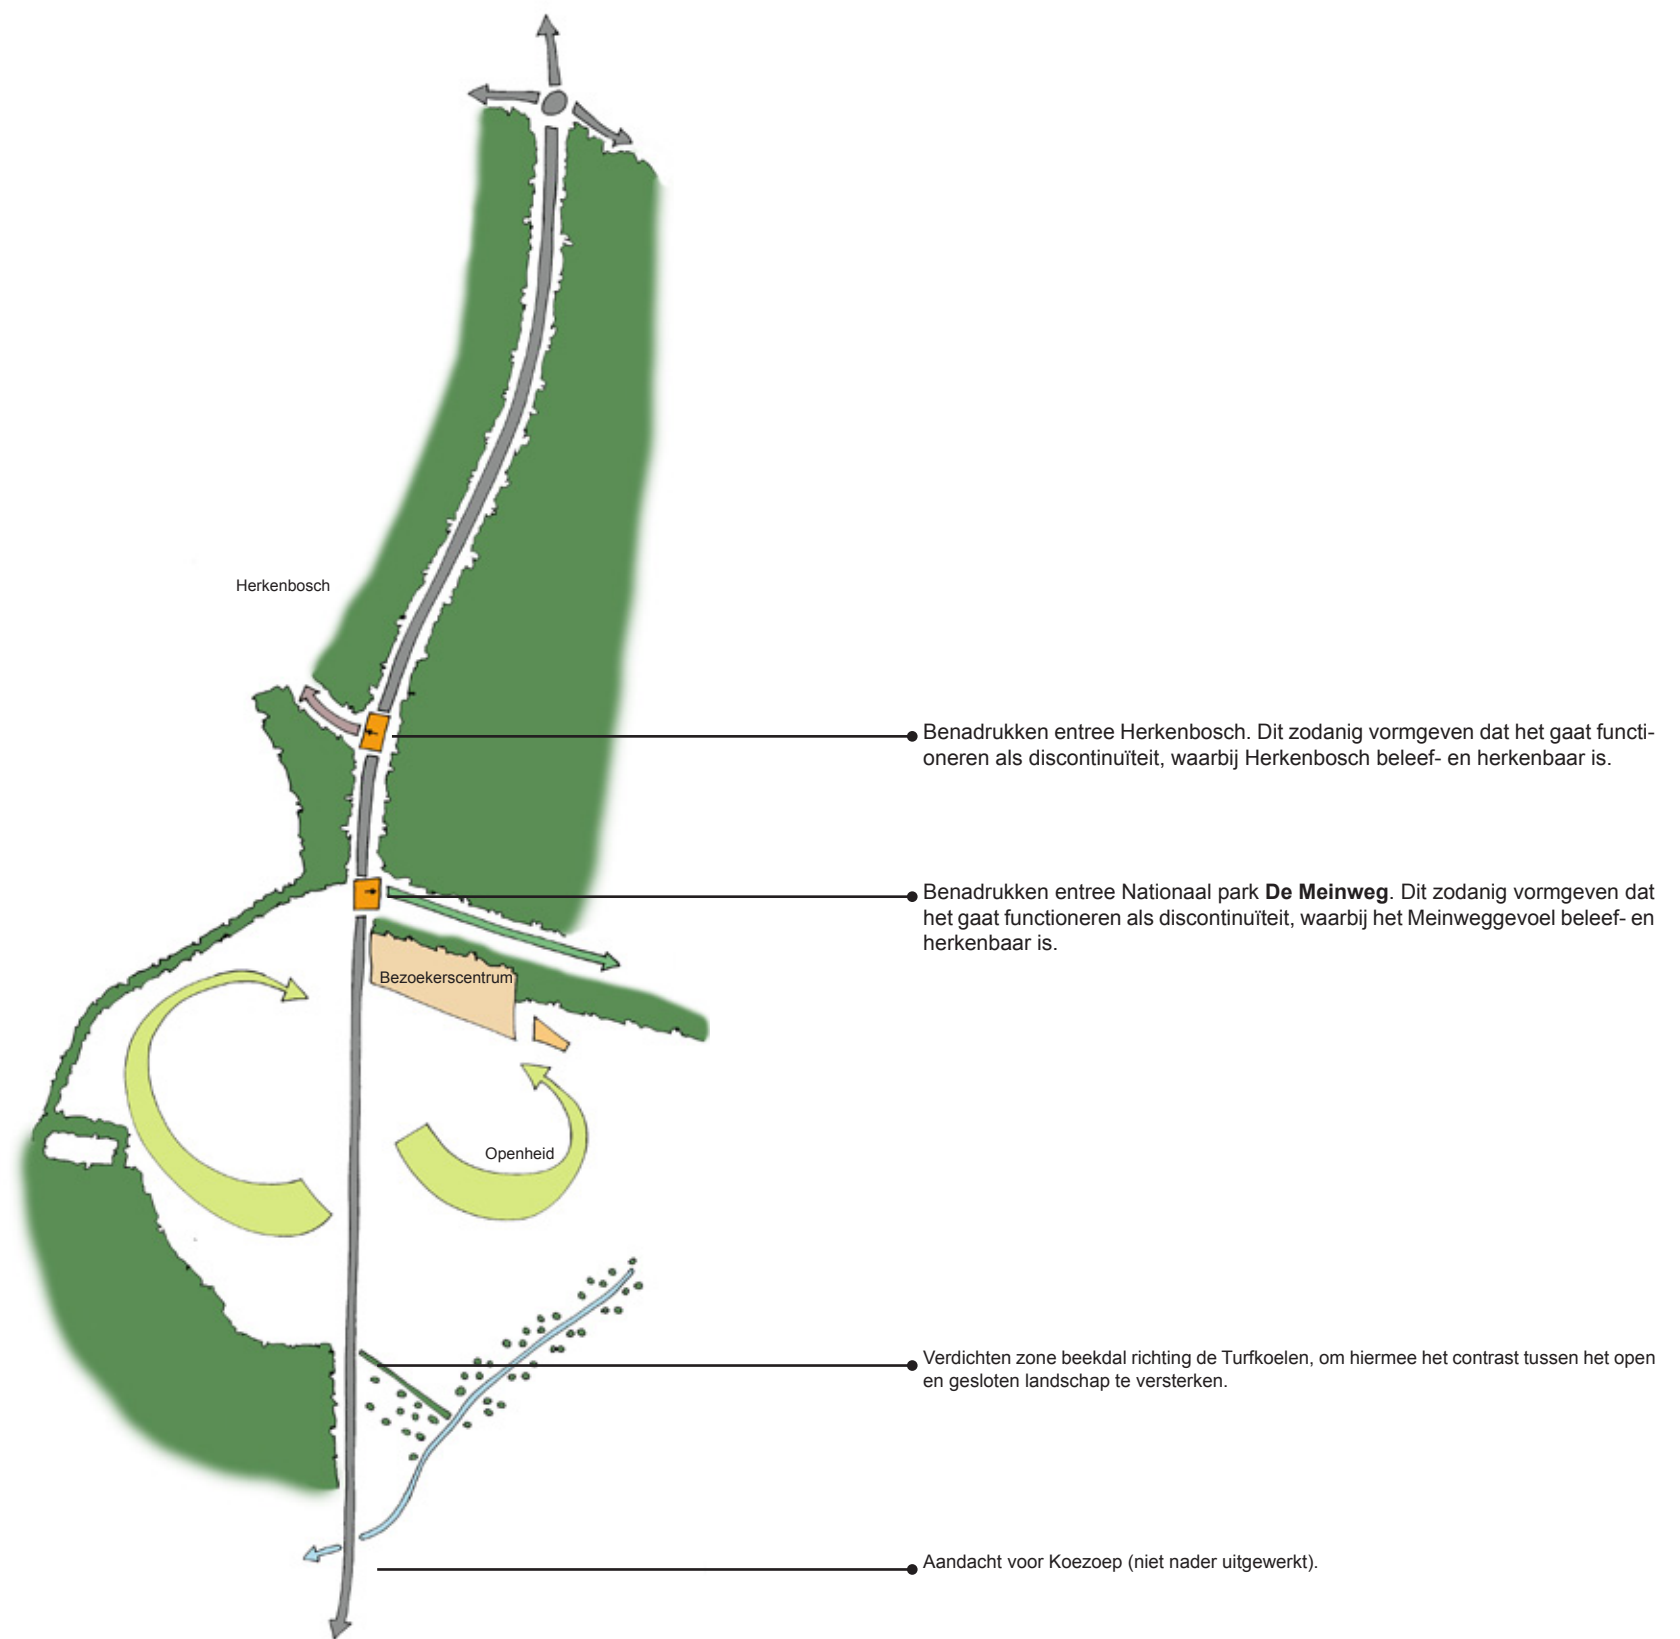 Herkenbosch
Benadrukken entree Herkenbosch. Dit zodanig vormgeven dat het gaat functi-
oneren als discontinuïteit, waarbij Herkenbosch beleef- en herkenbaar is.
Benadrukken entree Nationaal park De Meinweg. Dit zodanig vormgeven dat
het gaat functioneren als discontinuïteit, waarbij het Meinweggevoel beleef- en
herkenbaar is.
Bezoekerscentrum
Openheid
Verdichten zone beekdal richting de Turfkoelen, om hiermee het contrast tussen het open
en gesloten landschap te versterken.
Aandacht voor Koezoep (niet nader uitgewerkt).